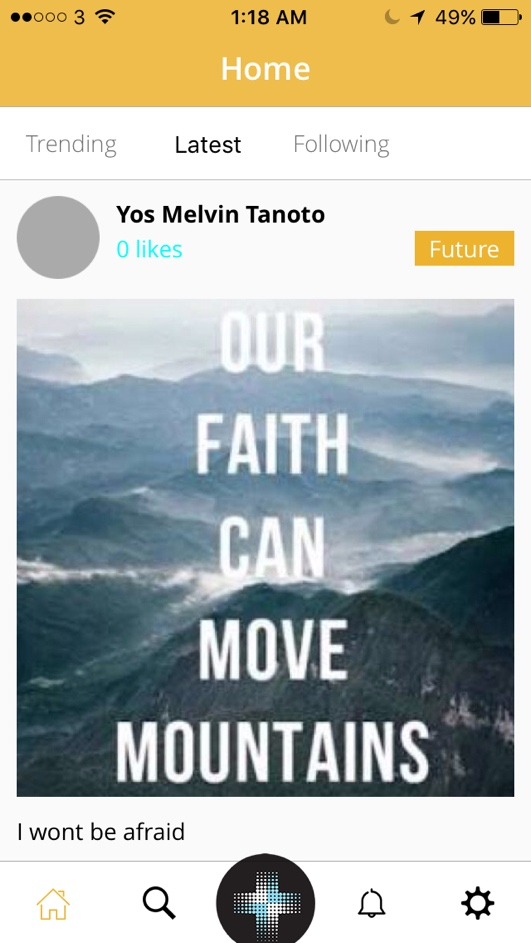 3 1:18 AM 49%
Home
Trending Latest Following
Yos Melvin Tanoto
0 likes Future
OUR
FAITH
CAN
MOVE
MOUNTAINS
I wont be afraid